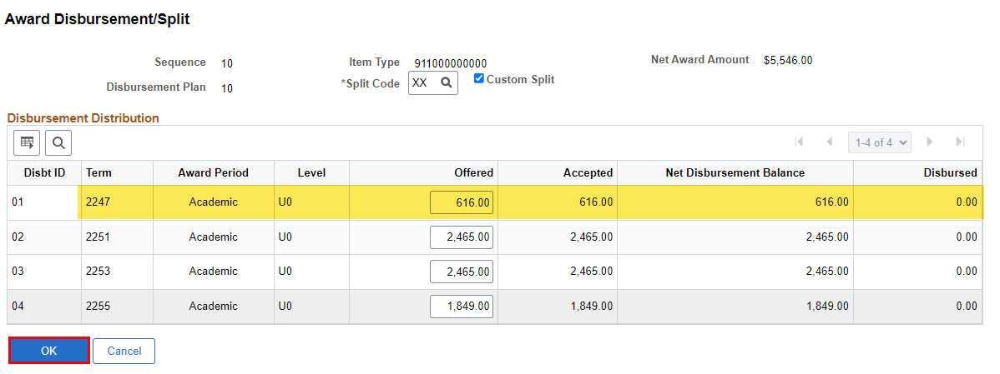 Award Disbursement/Split
Sequence 10 Item Type 911000000000 Net Award Amount $5,546.00
Disbursement Plan 10 *Split Code XX Custom Split
Disbursement Distribution
1-4 of 4
Disbt ID Term Award Period Level Offered Accepted Net Disbursement Balance Disbursed
01 2247 Academic U0 616.00 616.00 616.00 0.00
02 2251 Academic U0 2,465.00 2,465.00 2,465.00 0.00
03 2253 Academic U0 2,465.00 2,465.00 2,465.00 0.00
04 2255 Academic U0 1,849.00 1,849.00 1,849.00 0.00
OK Cancel